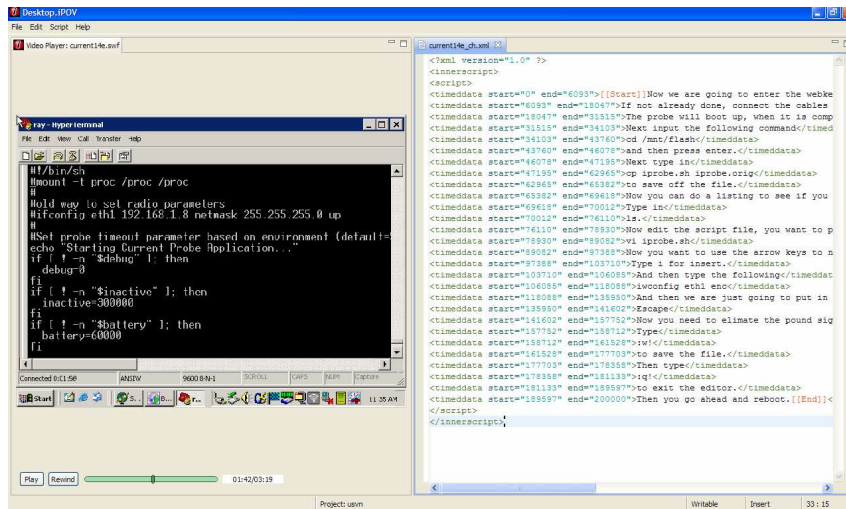 Desktop.iPOV
File Edit Script Help
Video Player: current14e.swf
ray - HyperTerminal
File Edit View Call Transfer Help
#!/bin/sh
#mount -t proc /proc /proc
#
#old way to set radio parameters
#ifconfig eth1 192.168.1.8 netmask 255.255.255.0 up
#
#Set probe timeout parameter based on environment (default=
echo "Starting Current Probe Application..."
if [ ! -n "$debug" ]; then
debug=0
fi
if [ ! -n "$inactive" ]; then
inactive=300000
fi
if [ ! -n "$battery" ]; then
battery=60000
fi
Connected 0:01:58 ANSIW 9600 8-N-1 SCROLL CAPS NUM Capture
Start S.. B... r... 11:35 AM
Play Rewind 01:42/03:19
current14e_ch.xml
<?xml version="1.0" ?>
<innerscript>
<script>
<timeddata start="0" end="6093">[[Start]]Now we are going to enter the webke
<timeddata start="6093" end="18047">If not already done, connect the cables
<timeddata start="18047" end="31515">The probe will boot up, when it is comp
<timeddata start="31515" end="34103">Next input the following command</timed
<timeddata start="34103" end="43760">cd /mnt/flash</timeddata>
<timeddata start="43760" end="46078">and then press enter.</timeddata>
<timeddata start="46078" end="47195">Next type in</timeddata>
<timeddata start="47195" end="62965">cp iprobe.sh iprobe.orig</timeddata>
<timeddata start="62965" end="65382">to save off the file.</timeddata>
<timeddata start="65382" end="69618">Now you can do a listing to see if you
<timeddata start="69618" end="70012">Type in</timeddata>
<timeddata start="70012" end="76110">ls.</timeddata>
<timeddata start="76110" end="78930">Now edit the script file, you want to p
<timeddata start="78930" end="89082">vi iprobe.sh</timeddata>
<timeddata start="89082" end="97388">Now you want to use the arrow keys to n
<timeddata start="97388" end="103710">Type i for insert.</timeddata>
<timeddata start="103710" end="106085">And then type the following</timeddat
<timeddata start="106085" end="118088">iwconfig eth1 enc</timeddata>
<timeddata start="118088" end="135950">And then we are just going to put in
<timeddata start="135950" end="141602">Escape</timeddata>
<timeddata start="141602" end="157752">Now you need to elimate the pound sig
<timeddata start="157752" end="158712">Type</timeddata>
<timeddata start="158712" end="161528">:w!</timeddata>
<timeddata start="161528" end="177703">to save the file.</timeddata>
<timeddata start="177703" end="178358">Then type</timeddata>
<timeddata start="178358" end="181133">:q!</timeddata>
<timeddata start="181133" end="189597">to exit the editor.</timeddata>
<timeddata start="189597" end="200000">Then you go ahead and reboot.[[End]]<
</script>
</innerscript>
Project: usvn Writable Insert 33 : 15